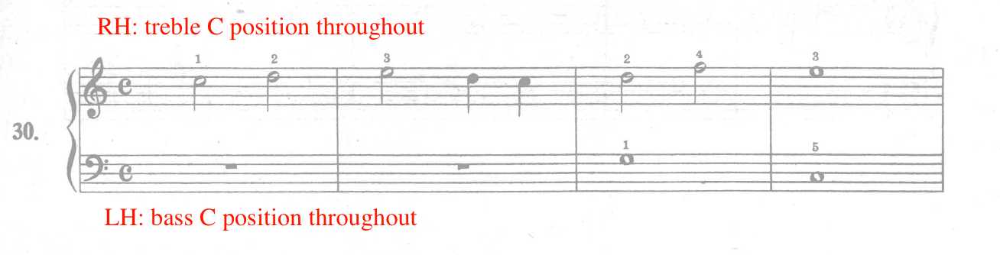 RH: treble C position throughout
1 2 3 2 4 3
30.
1 5
LH: bass C position throughout